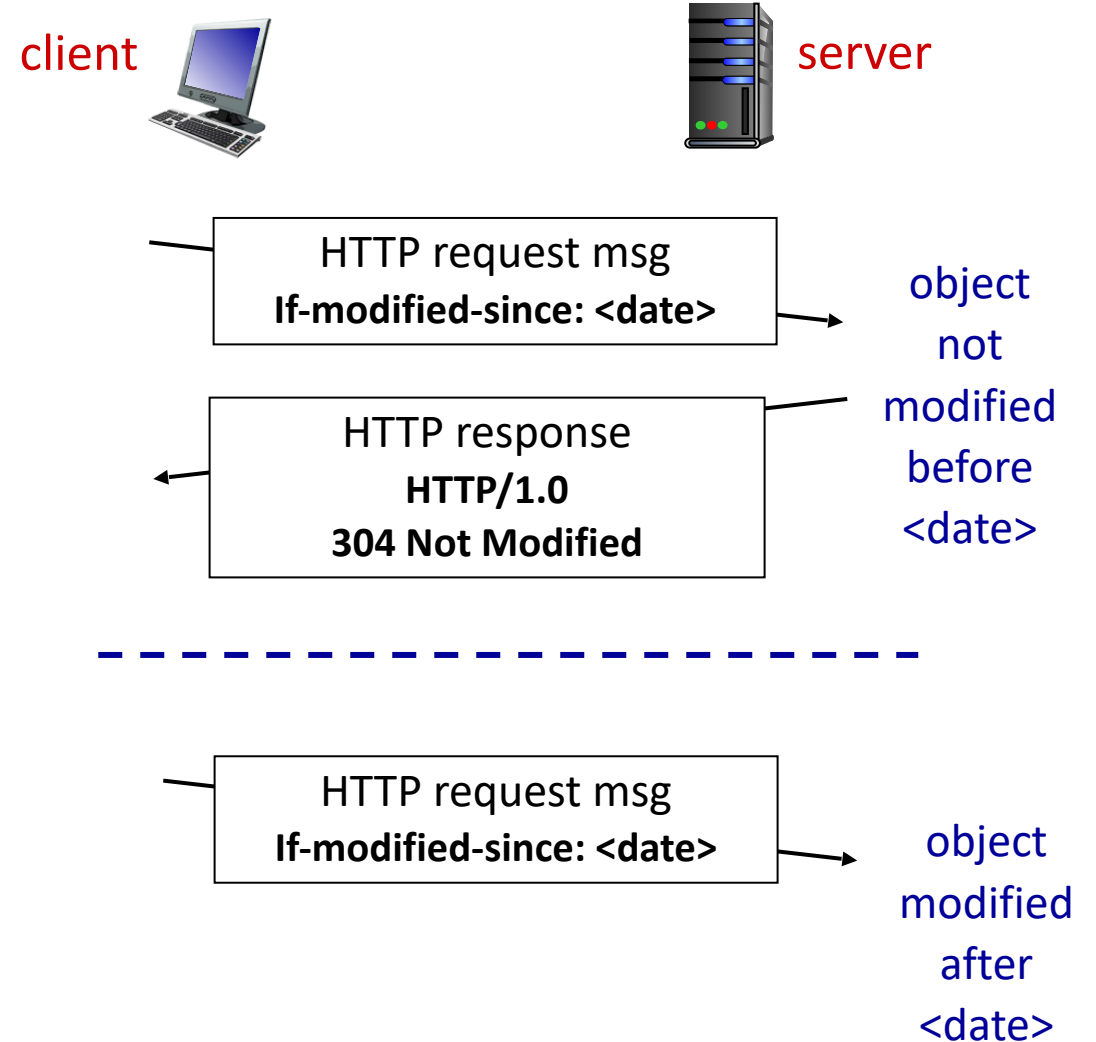 client
server
HTTP request msg
If-modified-since: <date>
object
not
modified
before
<date>
HTTP response
HTTP/1.0
304 Not Modified
HTTP request msg
If-modified-since: <date>
object
modified
after
<date>